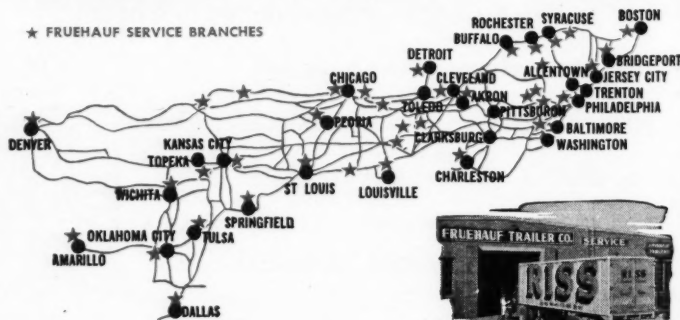 ★ FRUEHAUF SERVICE BRANCHES
ROCHESTER
SYRACUSE
BOSTON
BUFFALO
DETROIT
BRIDGEPORT
CHICAGO
CLEVELAND
ALLENTOWN
JERSEY CITY
TOLEDO
AKRON
TRENTON
PITTSBORGH
PHILADELPHIA
PEORIA
DENVER
KANSAS CITY
CLARKSBURG
BALTIMORE
TOPEKA
WASHINGTON
ST LOUIS
LOUISVILLE
CHARLESTON
WICHITA
SPRINGFIELD
OKLAHOMA CITY
TULSA
AMARILLO
DALLAS
FRUEHAUF TRAILER CO. SERVICE
RISS
RISS